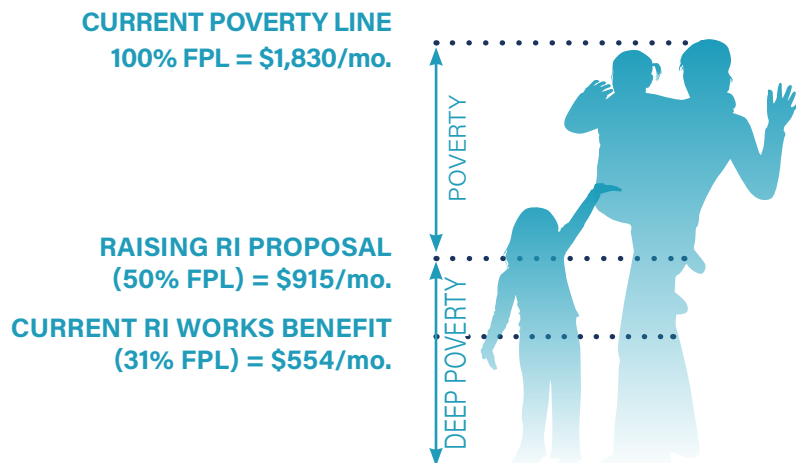 CURRENT POVERTY LINE
100% FPL = $1,830/mo.
POVERTY
RAISING RI PROPOSAL
(50% FPL) = $915/mo.
CURRENT RI WORKS BENEFIT
(31% FPL) = $554/mo.
DEEP POVERTY